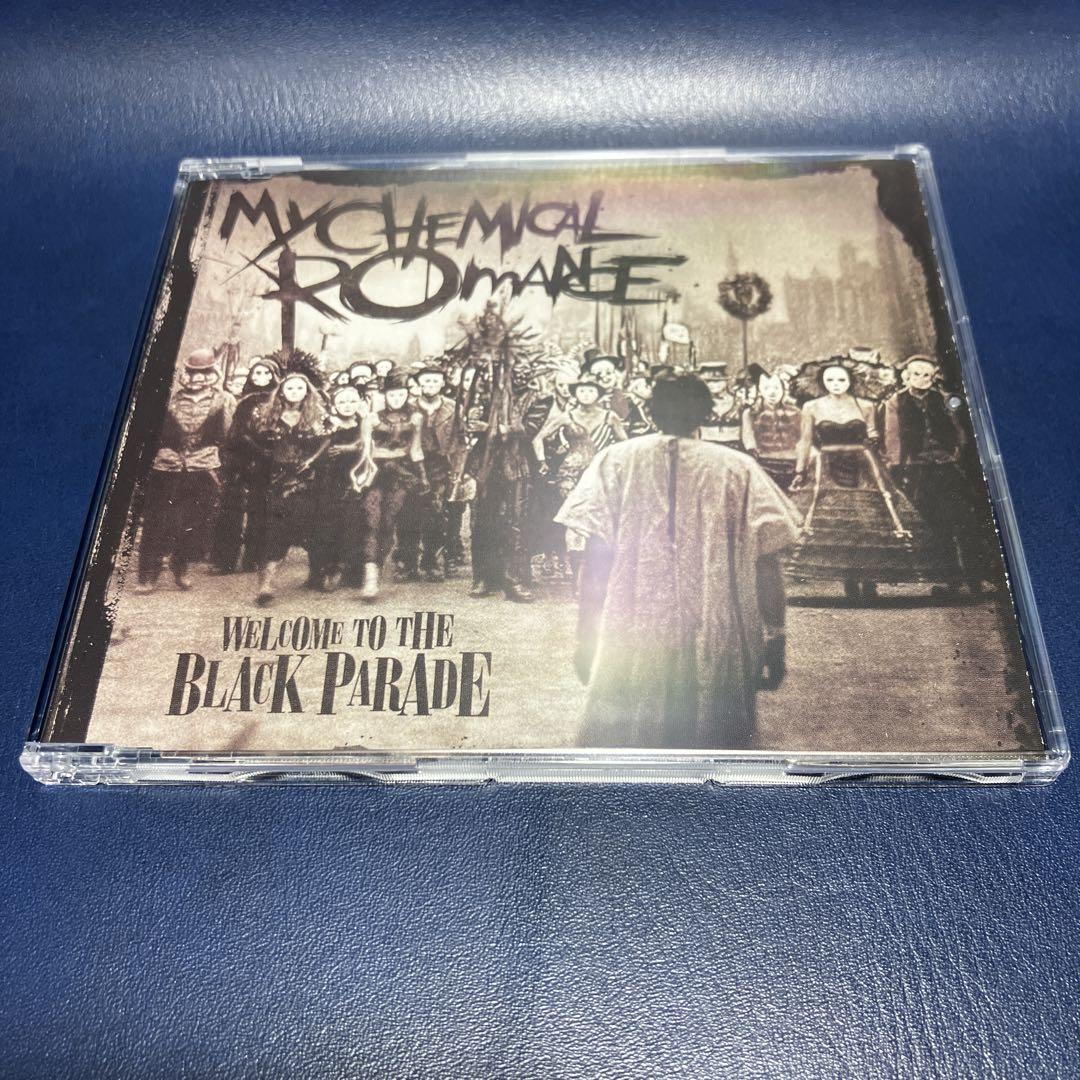 MY CHEMICAL
ROMANCE
WELCOME TO THE
BLACK PARADE